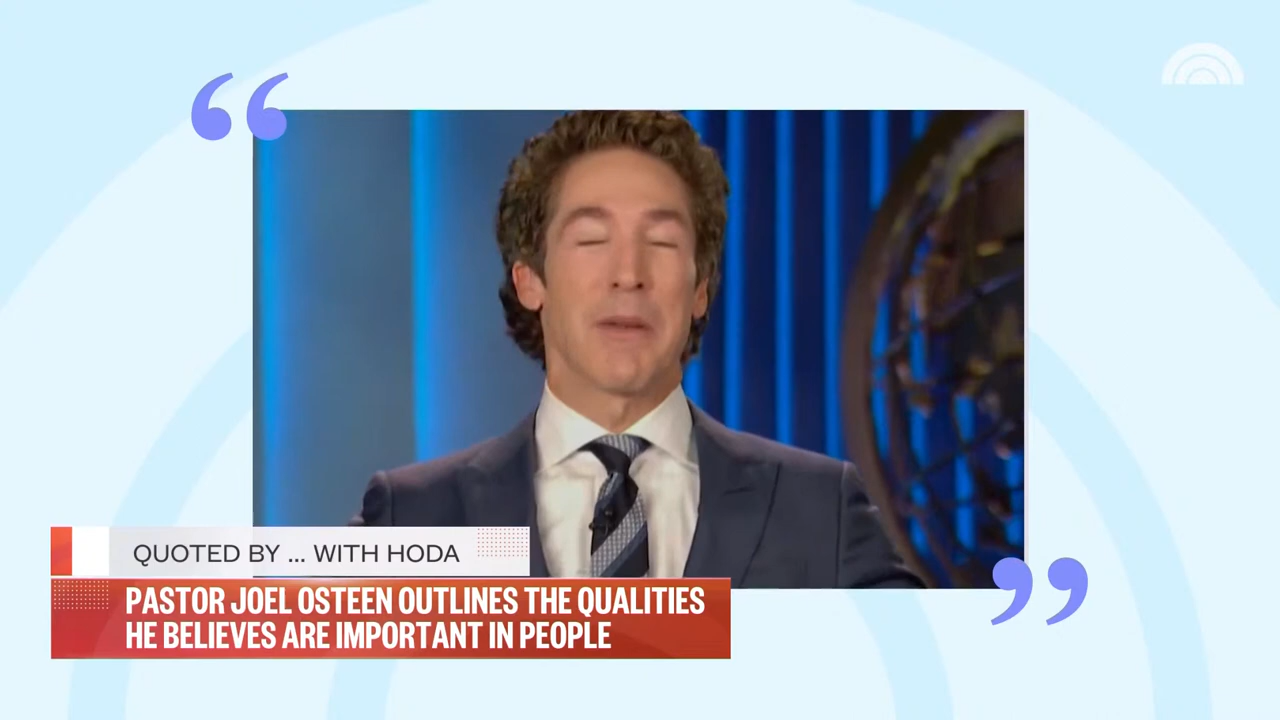 QUOTED BY ... WITH HODA
PASTOR JOEL OSTEEN OUTLINES THE QUALITIES
HE BELIEVES ARE IMPORTANT IN PEOPLE